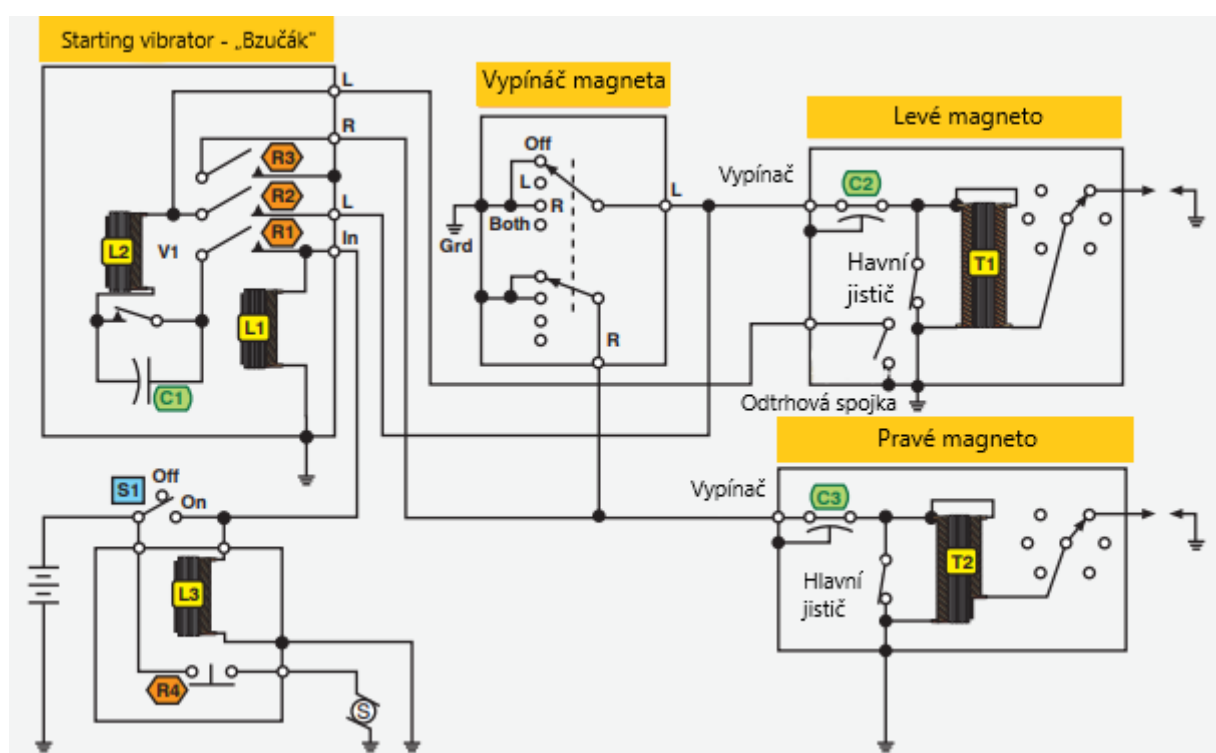 Starting vibrator - „Bzučák"
L
R
R3
R2
L
R1
In
L2
V1
L1
C1
Vypínáč magneta
Off
L
R
Both
Grd
L
R
Levé magneto
Vypínač
C2
T1
Havní
jistič
Odtrhová spojka
Pravé magneto
Vypínač
C3
T2
Hlavní
jistič
S1
Off
On
L3
R4
S